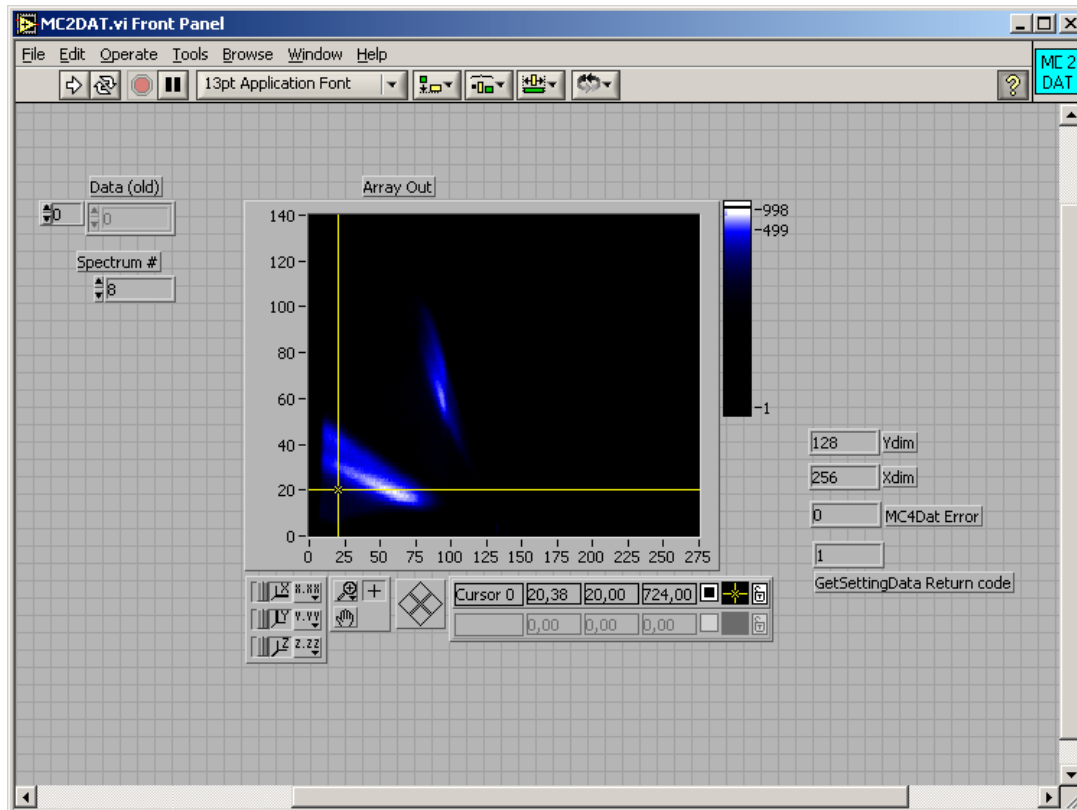 MC2DAT.vi Front Panel
File Edit Operate Tools Browse Window Help
MC 2
DAT
13pt Application Font
?
Data (old)
0
0
Spectrum #
8
Array Out
140
120
100
80
60
40
20
0
0 25 50 75 100 125 150 175 200 225 250 275
-998
-499
-1
128 Ydim
256 Xdim
0 MC4Dat Error
1
GetSettingData Return code
X X.XX
Y Y.YY
Z Z.ZZ
Cursor 0 20,38 20,00 724,00
0,00 0,00 0,00